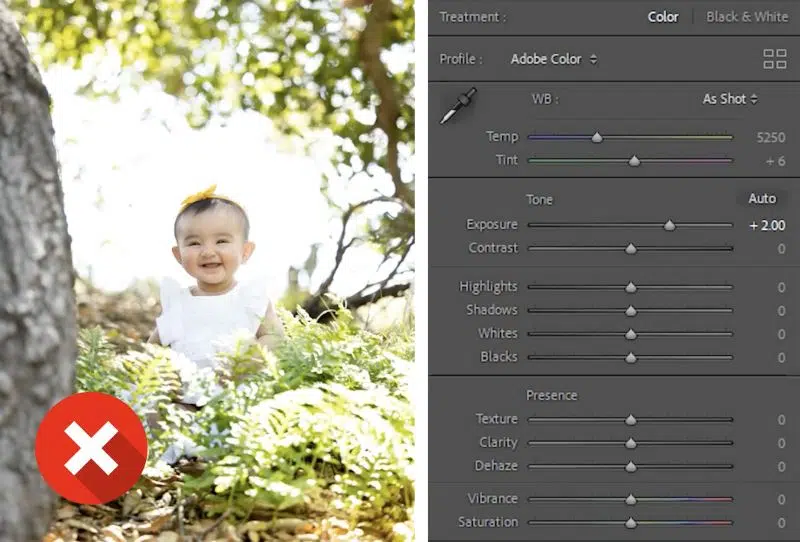 Treatment : Color | Black & White
Profile : Adobe Color
WB : As Shot
Temp 5250
Tint + 6
Tone Auto
Exposure + 2.00
Contrast 0
Highlights 0
Shadows 0
Whites 0
Blacks 0
Presence
Texture 0
Clarity 0
Dehaze 0
Vibrance 0
Saturation 0